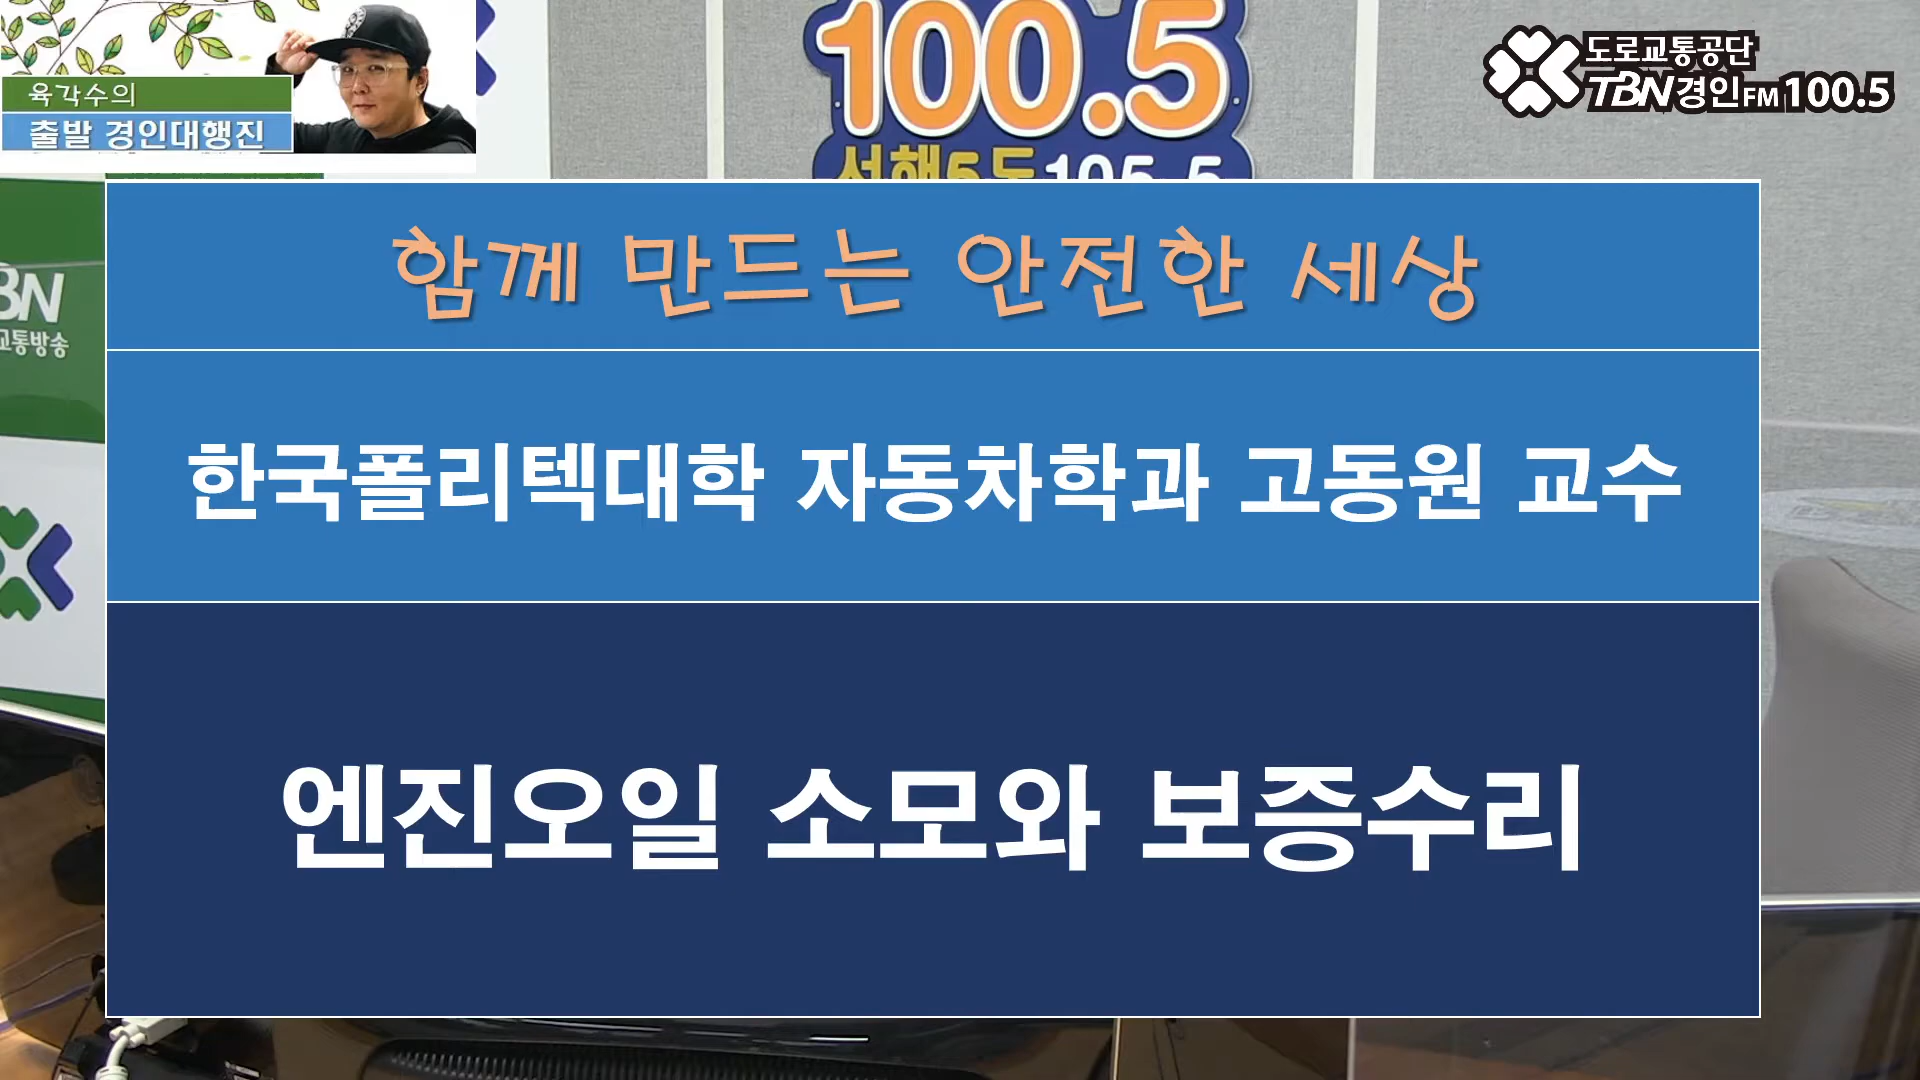 육각수의
출발 경인대행진
100.5
도로교통공단
TBN경인FM100.5
함께 만드는 안전한 세상
한국폴리텍대학 자동차학과 고동원 교수
엔진오일 소모와 보증수리
BN
교통방송